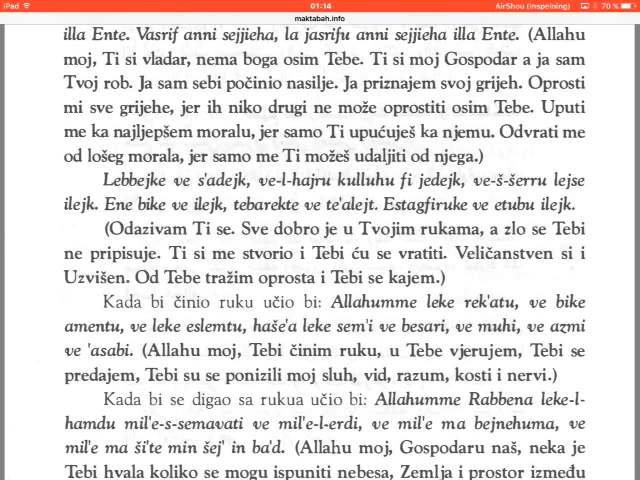 iPad 01:14 AirShou (Inspelning) 70 %
maktabah.info
illa Ente. Vasrif anni sejjieha, la jasrifu anni sejjieha illa Ente. (Allahu
moj, Ti si vladar, nema boga osim Tebe. Ti si moj Gospodar a ja sam
Tvoj rob. Ja sam sebi počinio nasilje. Ja priznajem svoj grijeh. Oprosti
mi sve grijehe, jer ih niko drugi ne može oprostiti osim Tebe. Uputi
me ka najljepšem moralu, jer samo Ti upućuješ ka njemu. Odvrati me
od lošeg morala, jer samo me Ti možeš udaljiti od njega.)
Lebbejke ve s'adejk, ve-l-hajru kulluhu fi jedejk, ve-š-šerru lejse
ilejk. Ene bike ve ilejk, tebarekte ve te'alejt. Estagfiruke ve etubu ilejk.
(Odazivam Ti se. Sve dobro je u Tvojim rukama, a zlo se Tebi
ne pripisuje. Ti si me stvorio i Tebi ću se vratiti. Veličanstven si i
Uzvišen. Od Tebe tražim oprosta i Tebi se kajem.)
Kada bi činio ruku učio bi: Allahumme leke rek'atu, ve bike
amentu, ve leke eslemtu, haše'a leke sem'i ve besari, ve muhi, ve azmi
ve 'asabi. (Allahu moj, Tebi činim ruku, u Tebe vjerujem, Tebi se
predajem, Tebi su se ponizili moj sluh, vid, razum, kosti i nervi.)
Kada bi se digao sa rukua učio bi: Allahumme Rabbena leke-l-
hamdu mil'e-s-semavati ve mil'e-l-erdi, ve mil'e ma bejnehuma, ve
mil'e ma ši'te min šej' in ba'd. (Allahu moj, Gospodaru naš, neka je
Tebi hvala koliko se mogu ispuniti nebesa, Zemlja i prostor između